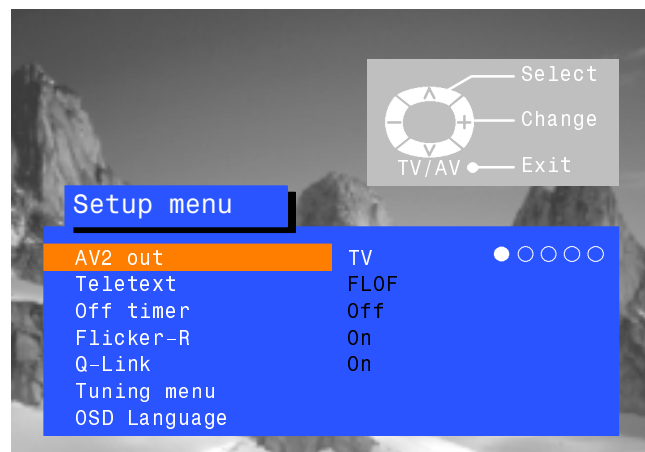 Select
Change
TV/AV Exit
Setup menu
AV2 out TV
Teletext FLOF
Off timer Off
Flicker-R On
Q-Link On
Tuning menu
OSD Language